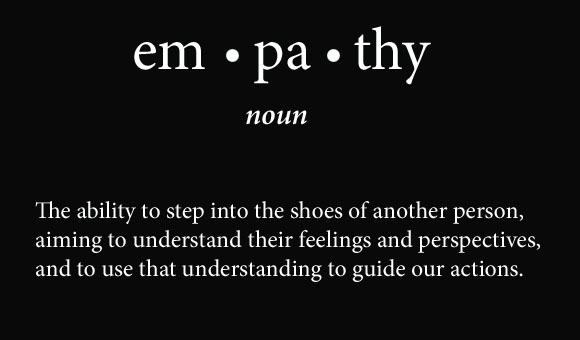 em • pa • thy
noun
The ability to step into the shoes of another person,
aiming to understand their feelings and perspectives,
and to use that understanding to guide our actions.